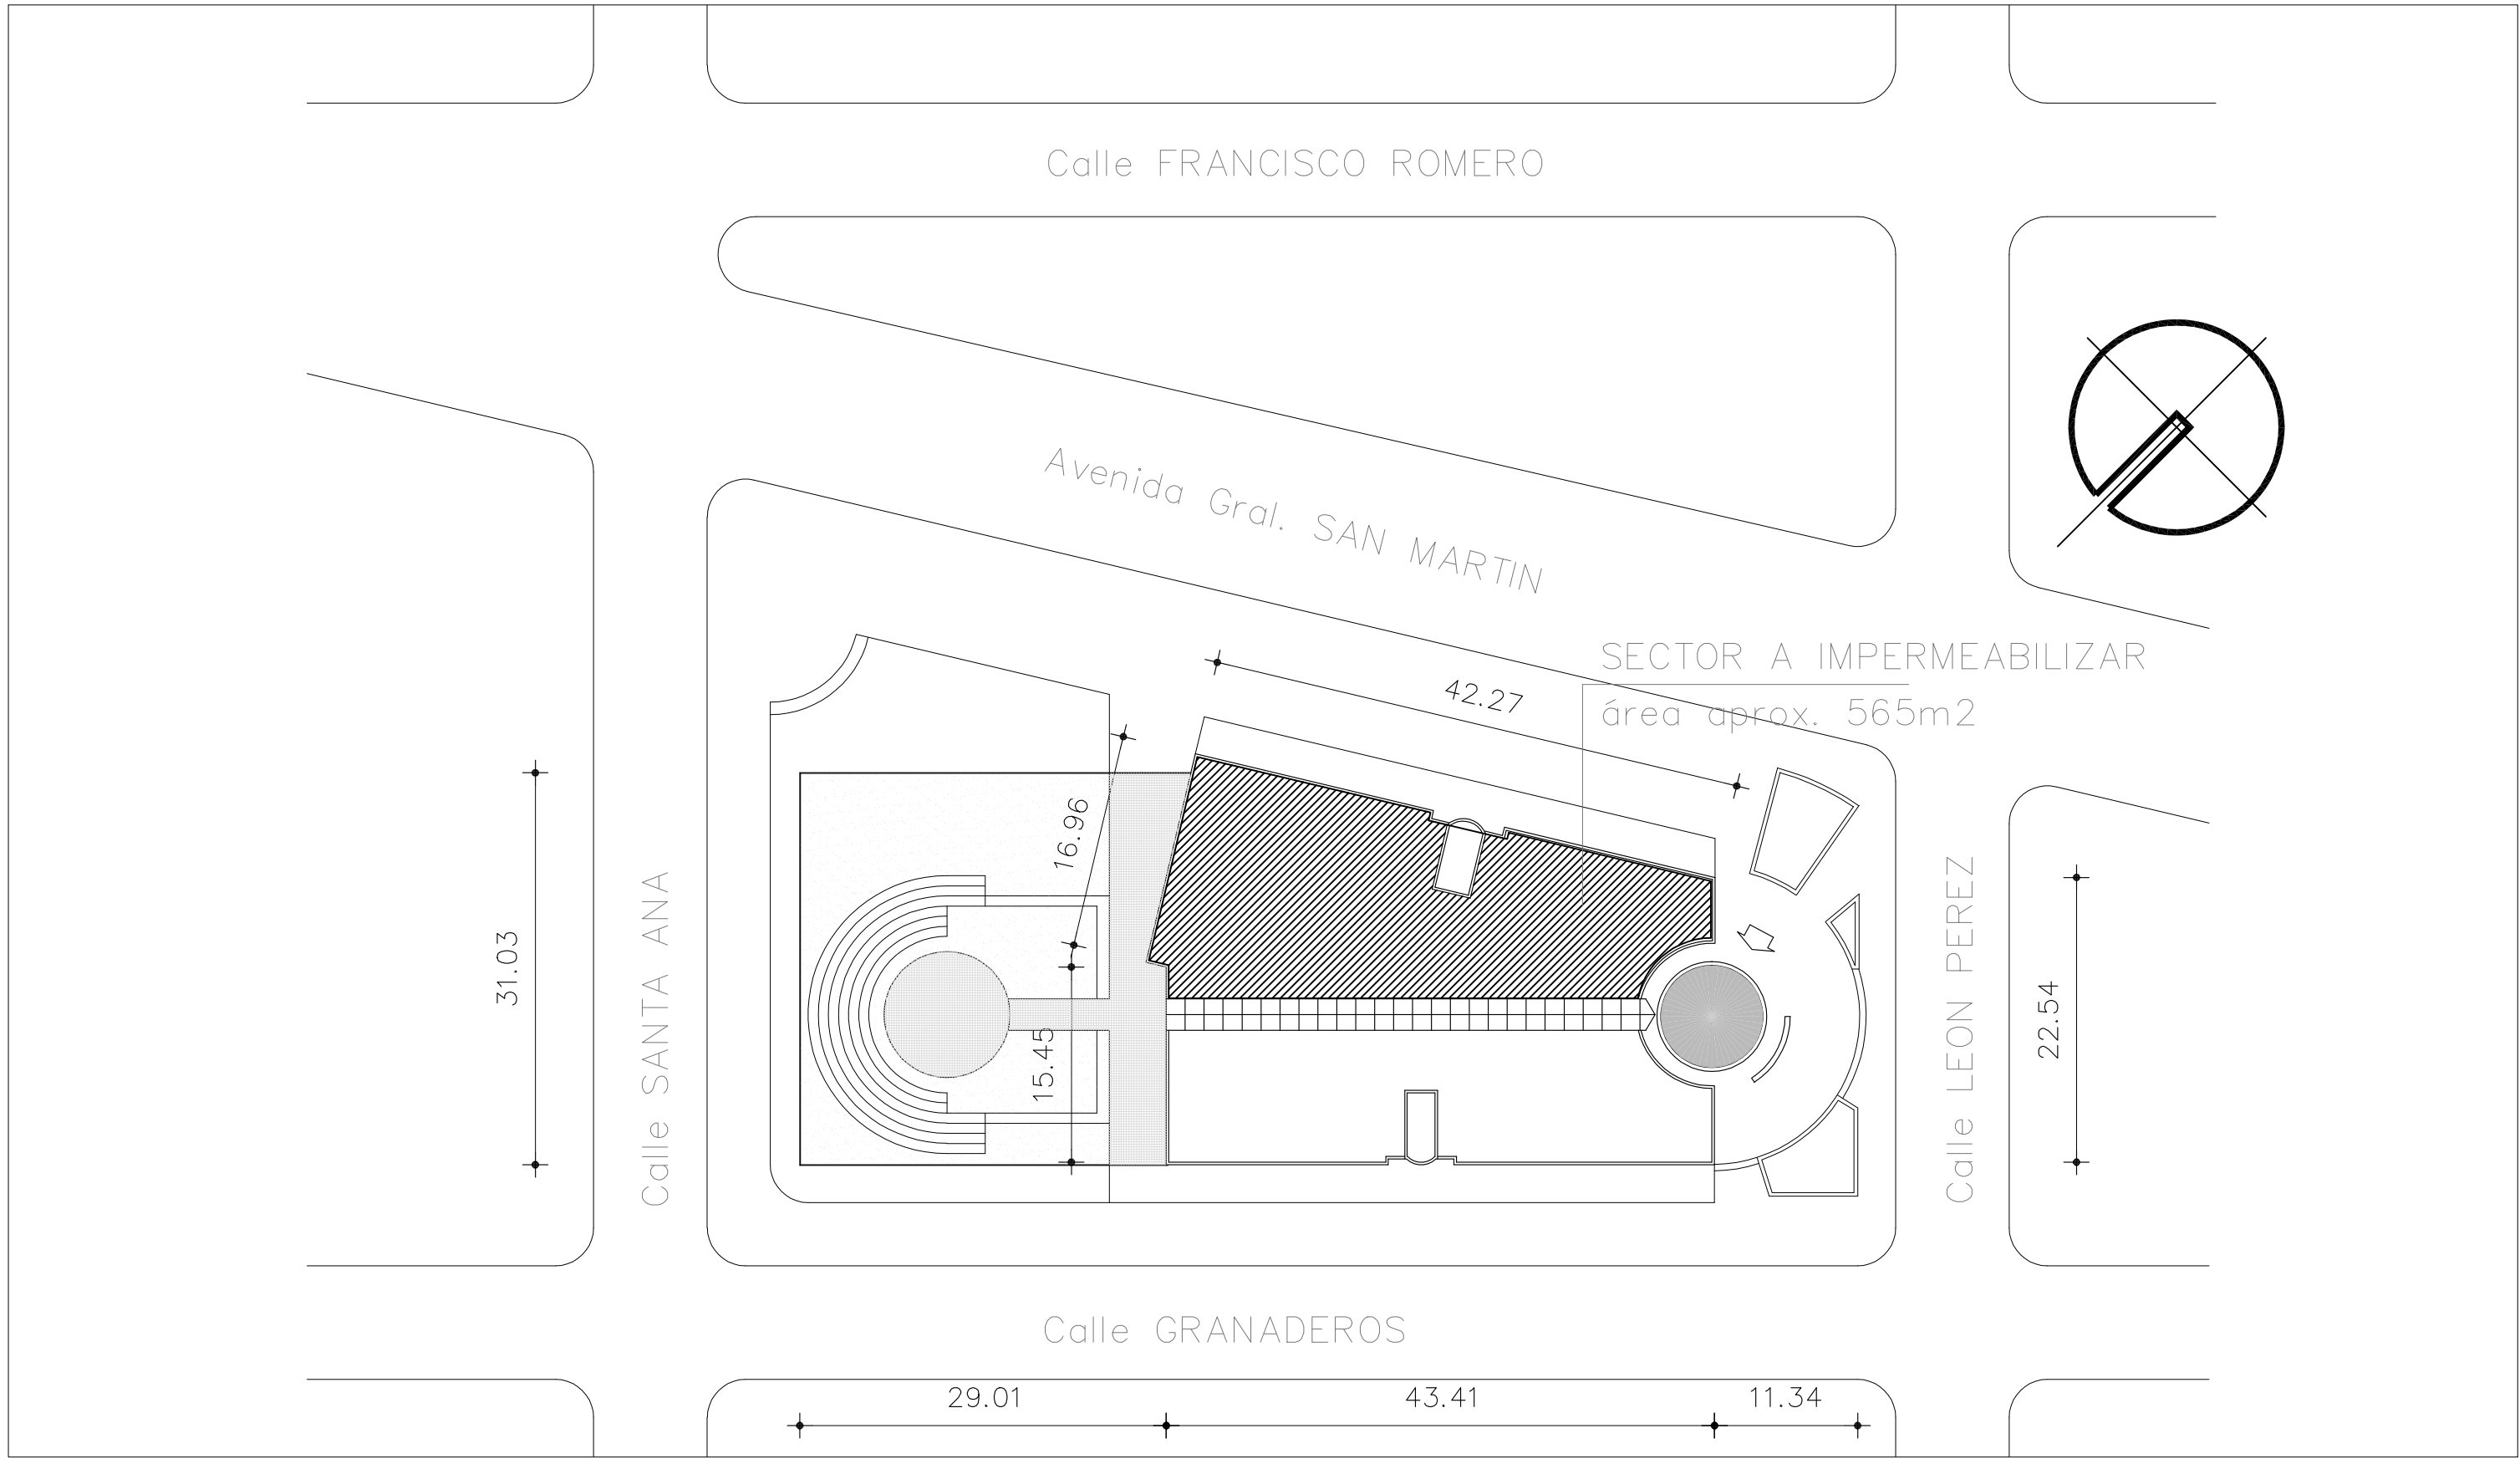 Calle FRANCISCO ROMERO
Avenida Gral. SAN MARTIN
SECTOR A IMPERMEABILIZAR
área aprox. 565m2
42.27
16.96
31.03
Calle SANTA ANA
15.45
Calle LEON PEREZ
22.54
Calle GRANADEROS
29.01
43.41
11.34